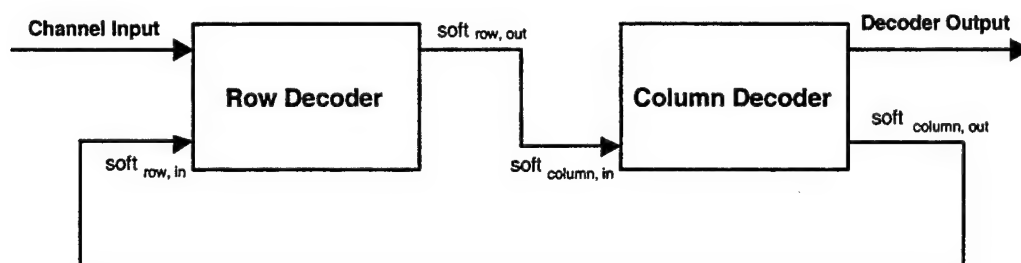 Channel Input
soft row, out
Decoder Output
Row Decoder
Column Decoder
soft row, in
soft column, in
soft column, out